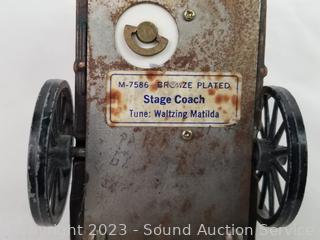 M-7586 BRONZE PLATED
Stage Coach
Tune: Waltzing Matilda
Copyright 2023 - Sound Auction Service